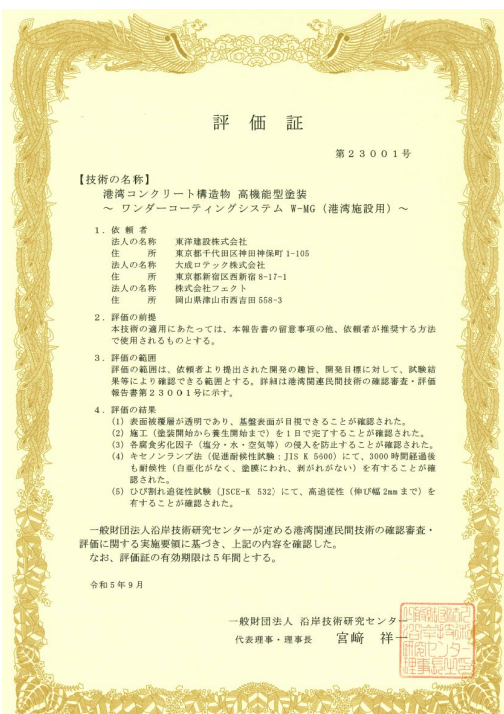 評価証
第23001号
【技術の名称】
港湾コンクリート構造物 高機能型塗装
～ ワンダーコーティングシステム W-MG（港湾施設用）～
1．依頼者
法人の名称 東洋建設株式会社
住所 東京都千代田区神田神保町1-105
法人の名称 大成ロテック株式会社
住所 東京都新宿区西新宿8-17-1
法人の名称 株式会社フェクト
住所 岡山県津山市西吉田558-3
2．評価の前提
本技術の適用にあたっては、本報告書の留意事項の他、依頼者が推奨する方法
で使用されるものとする。
3．評価の範囲
評価の範囲は、依頼者より提出された開発の趣旨、開発目標に対して、試験結
果等により確認できる範囲とする。詳細は港湾関連民間技術の確認審査・評価
報告書第23001号に示す。
4．評価の結果
(1) 表面被覆層が透明であり、基盤表面が目視できることが確認された。
(2) 施工（塗装開始から養生開始まで）を1日で完了することが確認された。
(3) 各腐食劣化因子（塩分・水・空気等）の侵入を防止することが確認された。
(4) キセノンランプ法（促進耐候性試験：JIS K 5600）にて、3000時間経過後
も耐候性（白亜化がなく、塗膜にわれ、剥がれがない）を有することが確
認された。
(5) ひび割れ追従性試験（JSCE-K 532）にて、高追従性（伸び幅2mmまで）を
有することが確認された。
一般財団法人沿岸技術研究センターが定める港湾関連民間技術の確認審査・
評価に関する実施要領に基づき、上記の内容を確認した。
なお、評価証の有効期限は5年間とする。
令和5年9月
一般財団法人 沿岸技術研究センター
代表理事・理事長 宮﨑 祥一